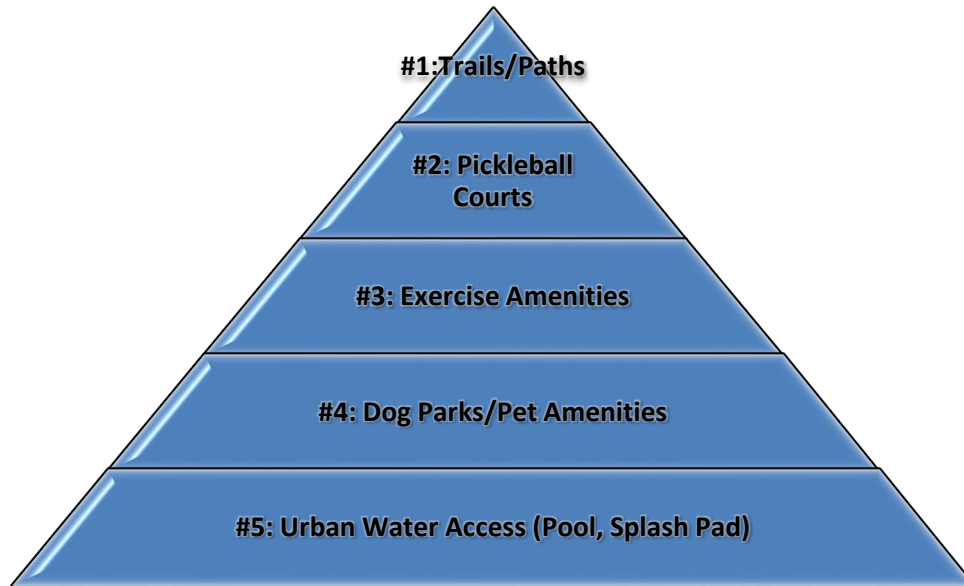 #1:Trails/Paths
#2: Pickleball
Courts
#3: Exercise Amenities
#4: Dog Parks/Pet Amenities
#5: Urban Water Access (Pool, Splash Pad)